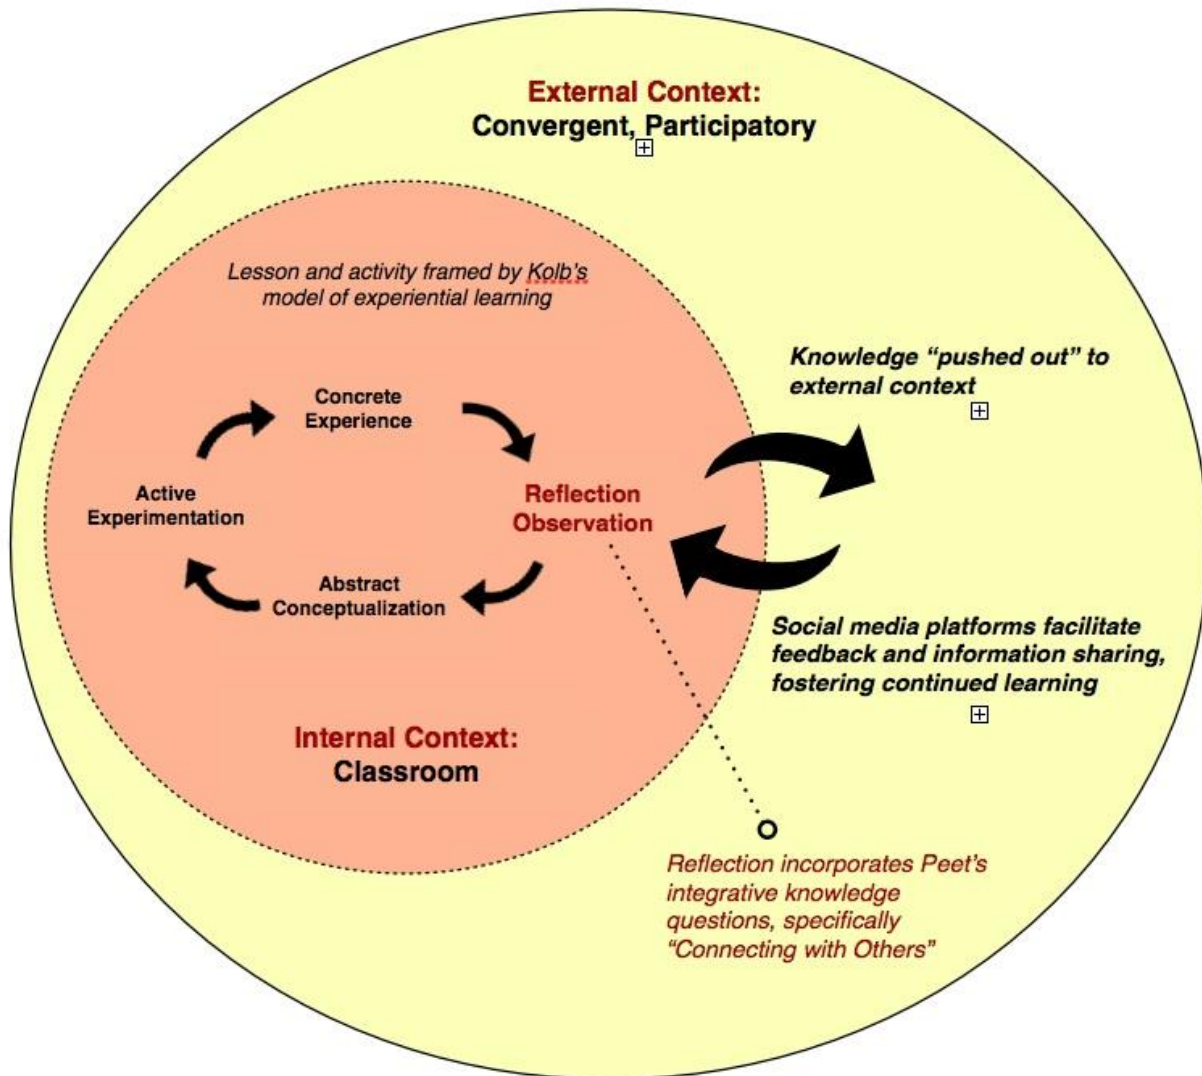 External Context:
Convergent, Participatory
Lesson and activity framed by Kolb's
model of experiential learning
Knowledge “pushed out” to
external context
Concrete
Experience
Active
Experimentation
Reflection
Observation
Abstract
Conceptualization
Social media platforms facilitate
feedback and information sharing,
fostering continued learning
Internal Context:
Classroom
Reflection incorporates Peet's
integrative knowledge
questions, specifically
“Connecting with Others”